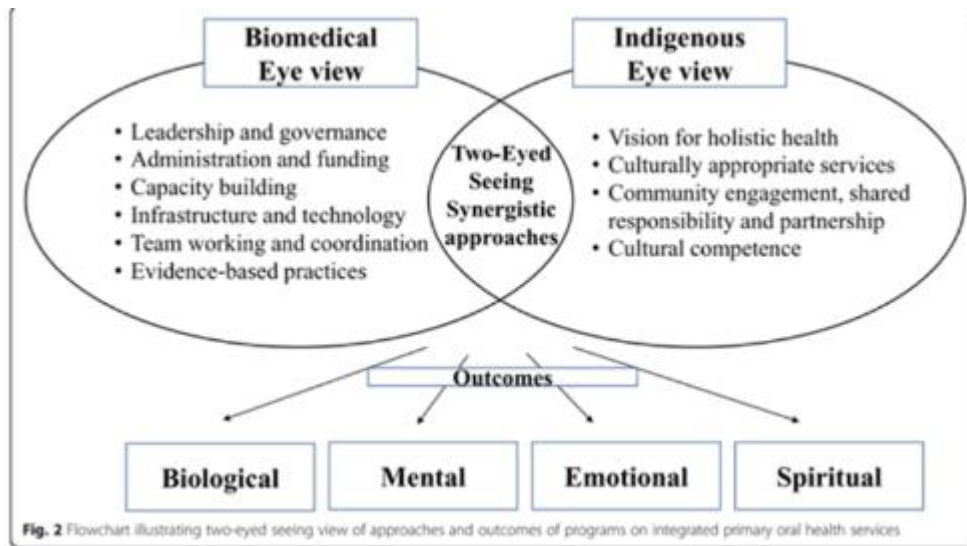 Biomedical
Eye view
Indigenous
Eye view
• Leadership and governance
• Administration and funding
• Capacity building
• Infrastructure and technology
• Team working and coordination
• Evidence-based practices
Two-Eyed
Seeing
Synergistic
approaches
• Vision for holistic health
• Culturally appropriate services
• Community engagement, shared
responsibility and partnership
• Cultural competence
Outcomes
Biological
Mental
Emotional
Spiritual
Fig. 2 Flowchart illustrating two-eyed seeing view of approaches and outcomes of programs on integrated primary oral health services